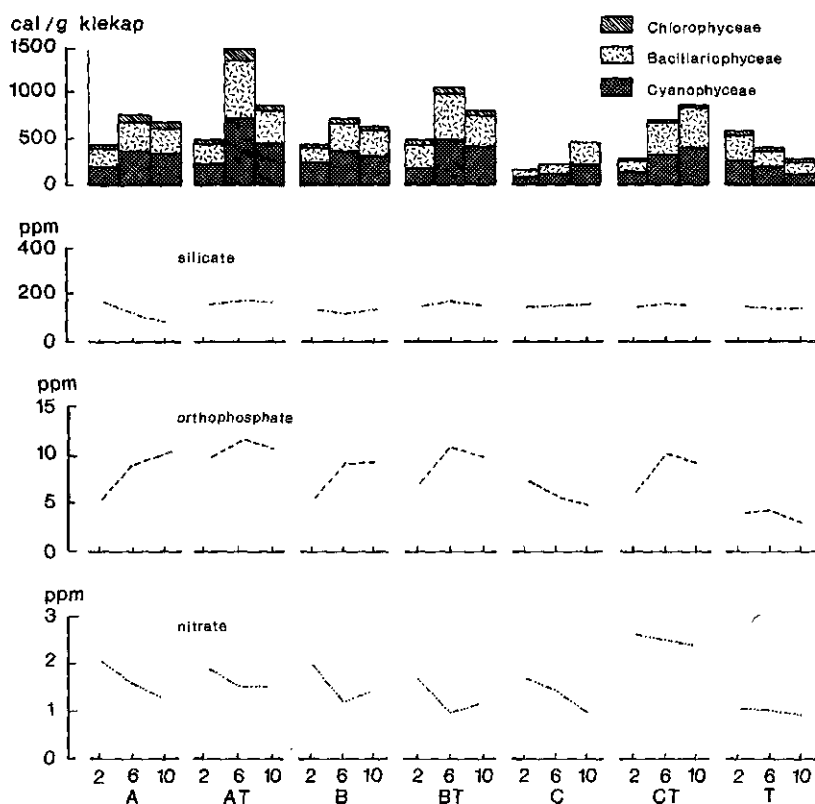 cal/g klekap
1500
1000
500
0
Chlorophyceae
Bacillariophyceae
Cyanophyceae
ppm
400
200
0
silicate
ppm
15
10
5
0
orthophosphate
ppm
3
2
1
0
nitrate
2 6 10 2 6 10 2 6 10 2 6 10 2 6 10 2 6 10 2 6 10
A AT B BT C CT T